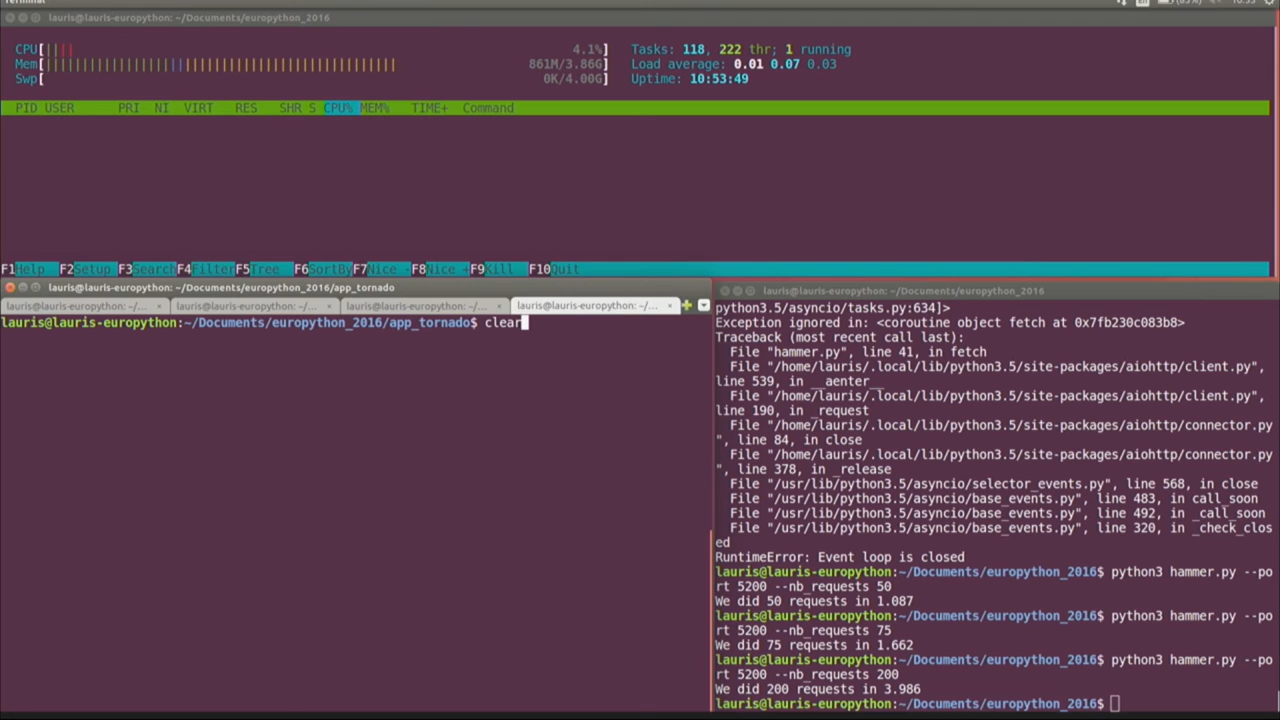 Terminal
lauris@lauris-europython: ~/Documents/europython_2016
CPU[|||| 4.1%] Tasks: 118, 222 thr; 1 running
Mem[||||||||||||||||||||||||||||||||||||||||||||||||| 861M/3.86G] Load average: 0.01 0.07 0.03
Swp[ 0K/4.00G] Uptime: 10:53:49
PID USER PRI NI VIRT RES SHR S CPU% MEM% TIME+ Command
F1Help F2Setup F3Search F4Filter F5Tree F6SortBy F7Nice - F8Nice + F9Kill F10Quit
lauris@lauris-europython: ~/Documents/europython_2016/app_tornado
lauris@lauris-europython: ~/... × lauris@lauris-europython: ~/... × lauris@lauris-europython: ~/... × lauris@lauris-europython: ~/... ×
lauris@lauris-europython:~/Documents/europython_2016/app_tornado$ clear
lauris@lauris-europython: ~/Documents/europython_2016
python3.5/asyncio/tasks.py:634]>
Exception ignored in: <coroutine object fetch at 0x7fb230c083b8>
Traceback (most recent call last):
File "hammer.py", line 41, in fetch
File "/home/lauris/.local/lib/python3.5/site-packages/aiohttp/client.py",
line 539, in __aenter__
File "/home/lauris/.local/lib/python3.5/site-packages/aiohttp/client.py",
line 190, in _request
File "/home/lauris/.local/lib/python3.5/site-packages/aiohttp/connector.py
", line 84, in close
File "/home/lauris/.local/lib/python3.5/site-packages/aiohttp/connector.py
", line 378, in _release
File "/usr/lib/python3.5/asyncio/selector_events.py", line 568, in close
File "/usr/lib/python3.5/asyncio/base_events.py", line 483, in call_soon
File "/usr/lib/python3.5/asyncio/base_events.py", line 492, in _call_soon
File "/usr/lib/python3.5/asyncio/base_events.py", line 320, in _check_clos
ed
RuntimeError: Event loop is closed
lauris@lauris-europython:~/Documents/europython_2016$ python3 hammer.py --po
rt 5200 --nb_requests 50
We did 50 requests in 1.087
lauris@lauris-europython:~/Documents/europython_2016$ python3 hammer.py --po
rt 5200 --nb_requests 75
We did 75 requests in 1.662
lauris@lauris-europython:~/Documents/europython_2016$ python3 hammer.py --po
rt 5200 --nb_requests 200
We did 200 requests in 3.986
lauris@lauris-europython:~/Documents/europython_2016$